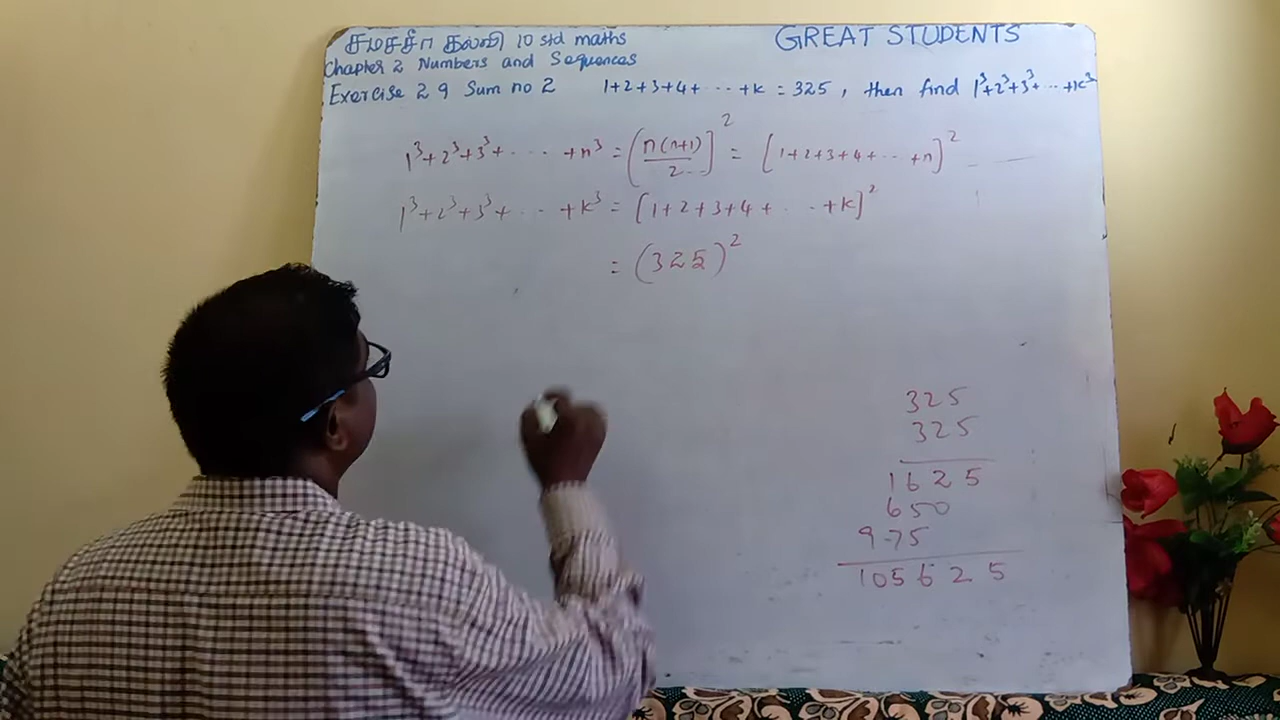 சமச்சீர் கல்வி 10 std maths
GREAT STUDENTS
Chapter 2 Numbers and Sequences
Exercise 2 9 Sum no 2 1+2+3+4+ ... +k = 325, then find 1³+2³+3³+ ... +k³
1³+2³+3³+ ..... +n³ = (n(n+1)/2]² = [1+2+3+4+ ... +n]²
1³+2³+3³+ ... +k³ = [1+2+3+4+ ... +k]²
= (325)²
325
325
1625
650
975
105625